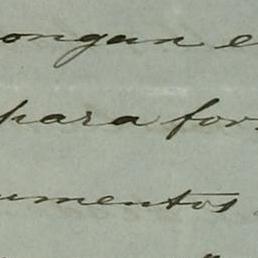 ongan e
para for
umentos